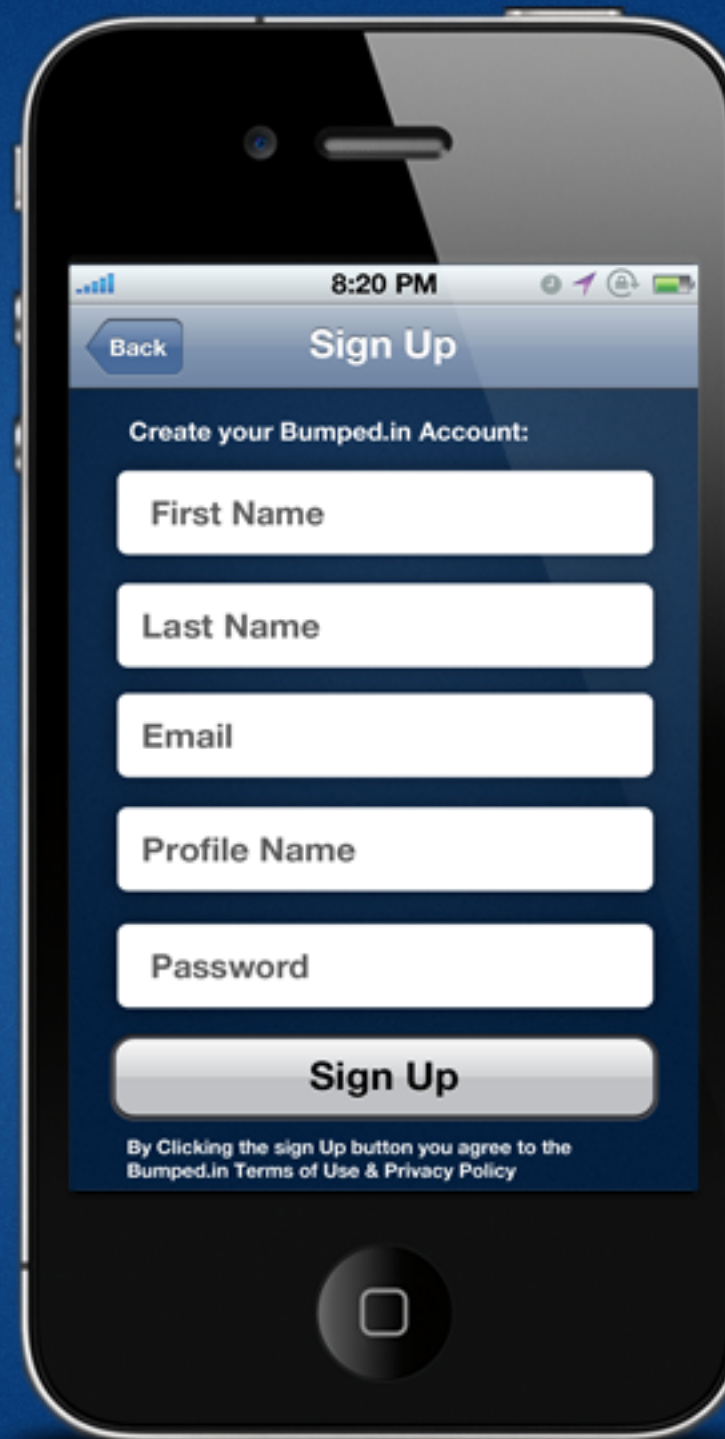 8:20 PM
Back
Sign Up
Create your Bumped.in Account:
First Name
Last Name
Email
Profile Name
Password
Sign Up
By Clicking the sign Up button you agree to the
Bumped.in Terms of Use & Privacy Policy